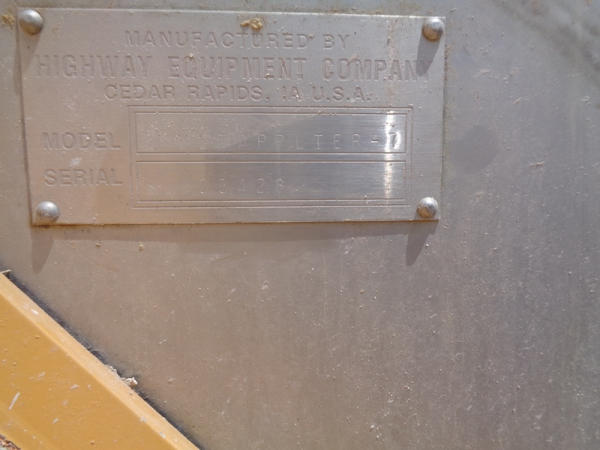 MANUFACTURED BY
HIGHWAY EQUIPMENT COMPANY
CEDAR RAPIDS, IA U.S.A.
MODEL
SERIAL